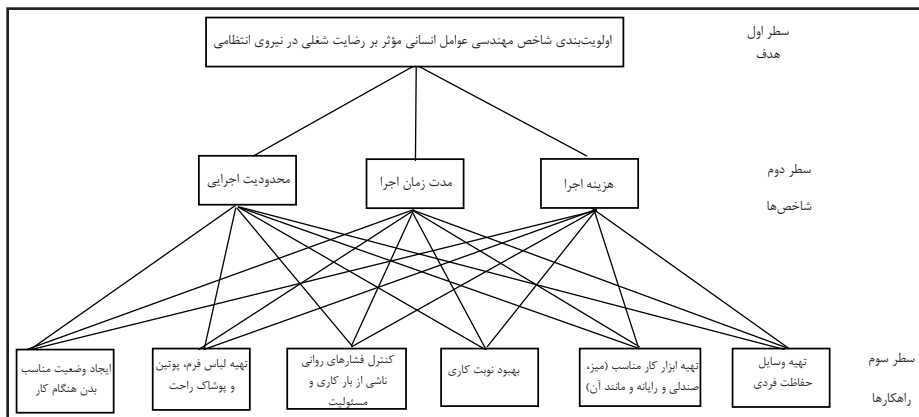 سطر اول
هدف
اولویت‌بندی شاخص مهندسی عوامل انسانی مؤثر بر رضایت شغلی در نیروی انتظامی
سطر دوم
شاخص‌ها
هزینه اجرا
مدت زمان اجرا
محدودیت اجرایی
سطر سوم
راهکارها
تهیه وسایل
حفاظت فردی
تهیه ابزار کار مناسب (میز،
صندلی و رایانه و مانند آن)
بهبود نوبت کاری
کنترل فشارهای روانی
ناشی از بار کاری و
مسئولیت
تهیه لباس فرم، پوتین
و پوشاک راحت
ایجاد وضعیت مناسب
بدن هنگام کار